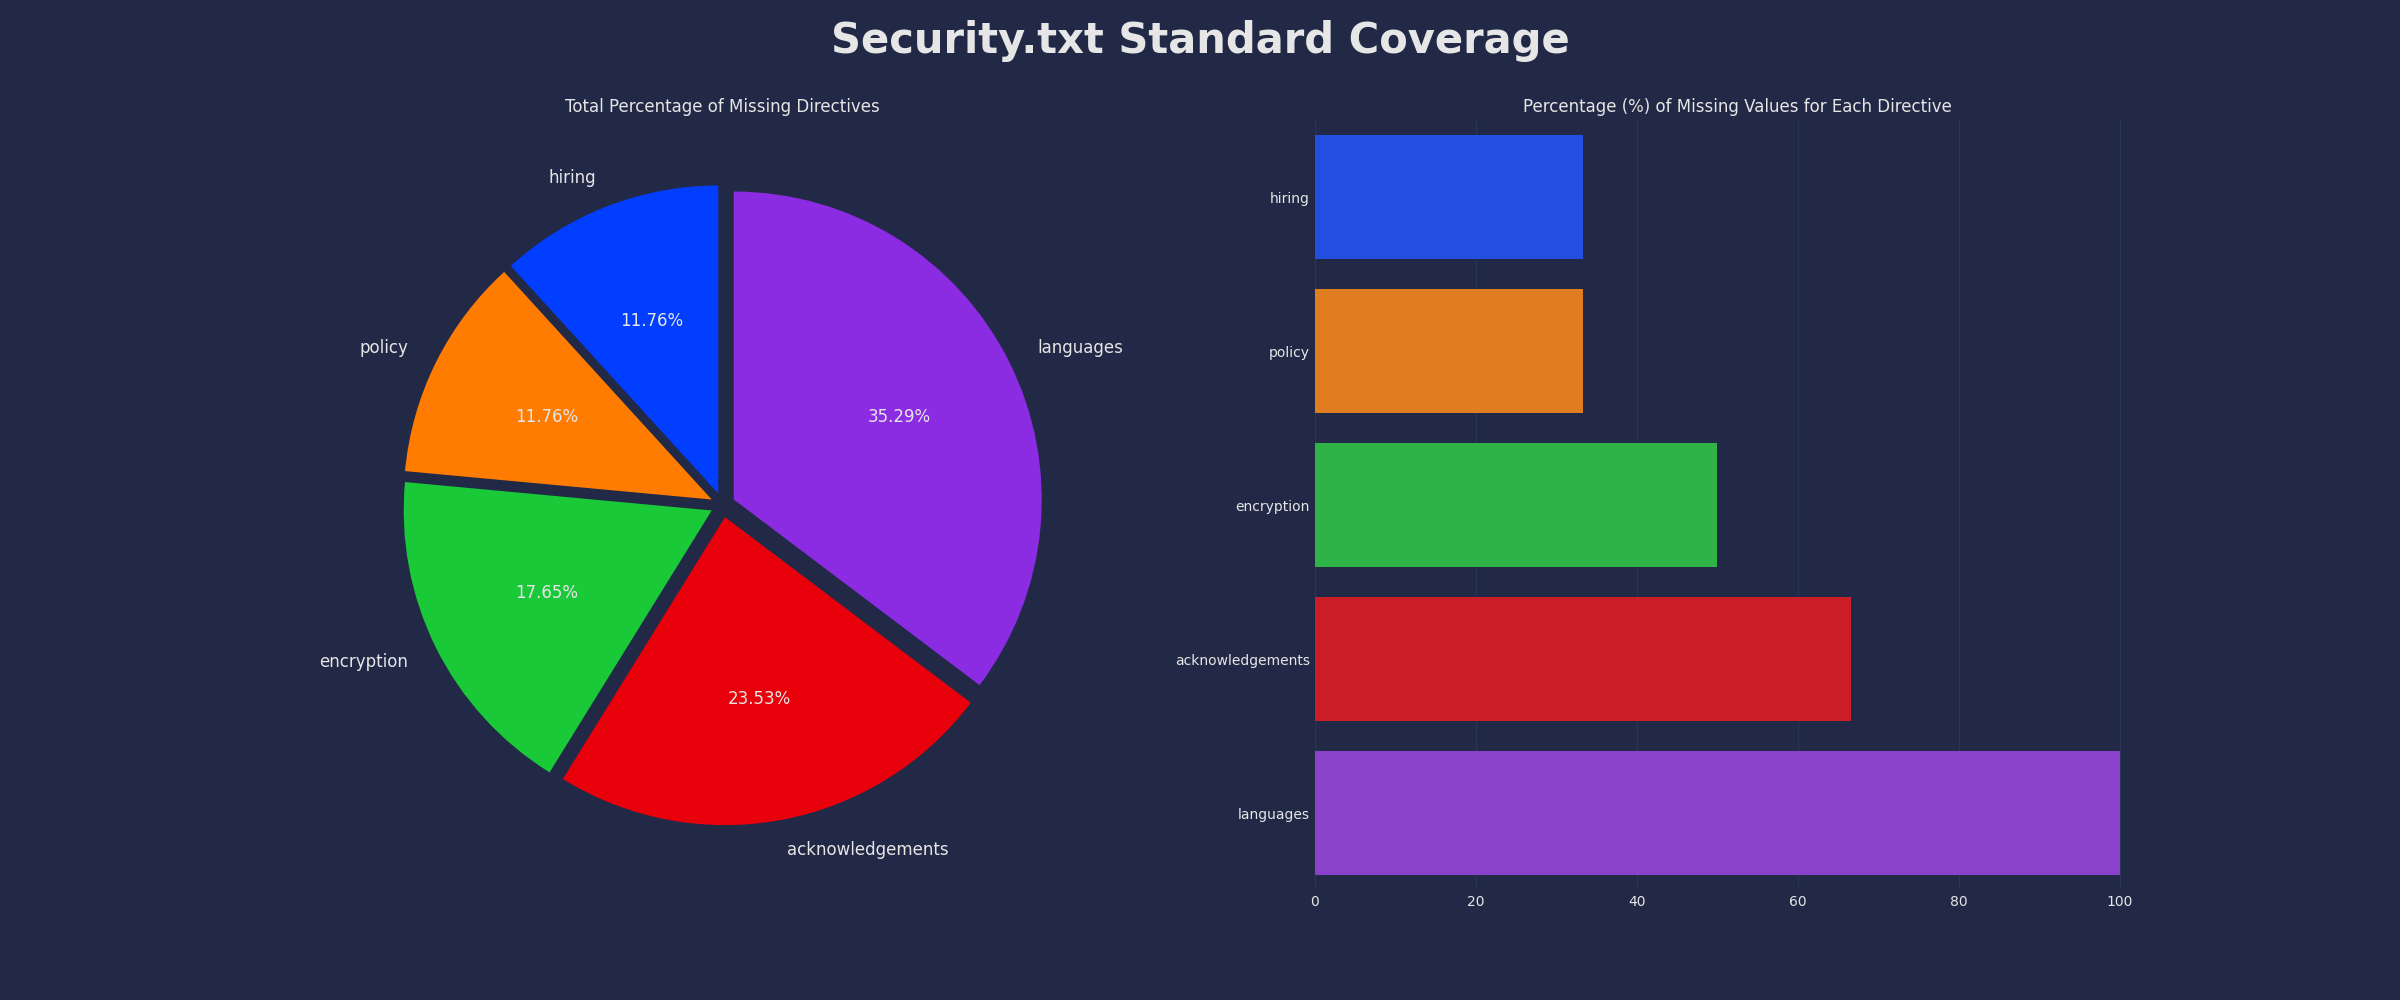 Security.txt Standard Coverage
Total Percentage of Missing Directives
hiring
11.76%
policy
11.76%
languages
35.29%
encryption
17.65%
acknowledgements
23.53%
Percentage (%) of Missing Values for Each Directive
hiring
policy
encryption
acknowledgements
languages
0 20 40 60 80 100